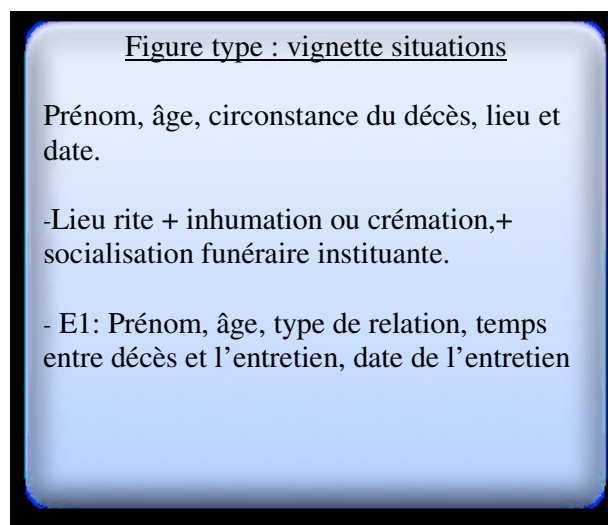 Figure type : vignette situations
Prénom, âge, circonstance du décès, lieu et
date.
-Lieu rite + inhumation ou crémation,+
socialisation funéraire instituante.
- E1: Prénom, âge, type de relation, temps
entre décès et l’entretien, date de l’entretien